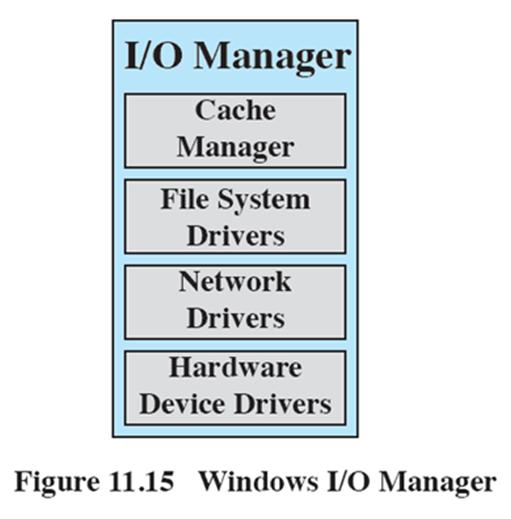 I/O Manager
Cache
Manager
File System
Drivers
Network
Drivers
Hardware
Device Drivers
Figure 11.15 Windows I/O Manager